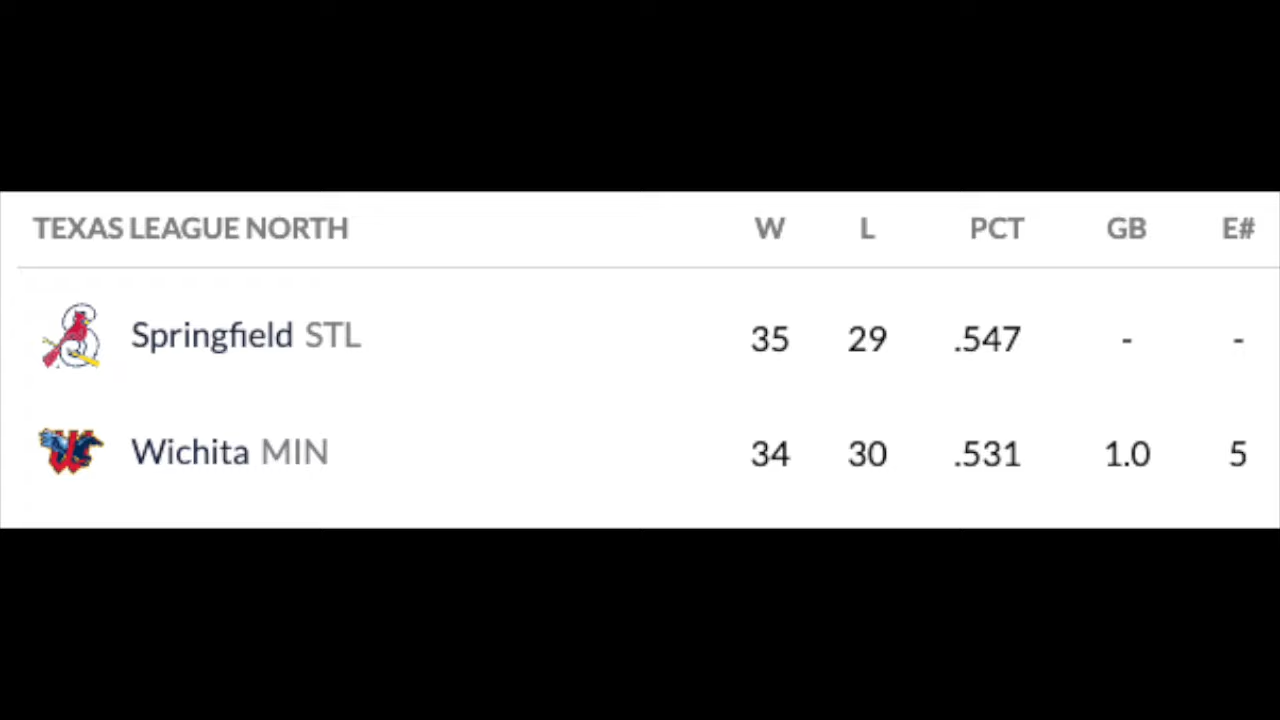 TEXAS LEAGUE NORTH W L PCT GB E#
Springfield STL 35 29 .547 - -
Wichita MIN 34 30 .531 1.0 5